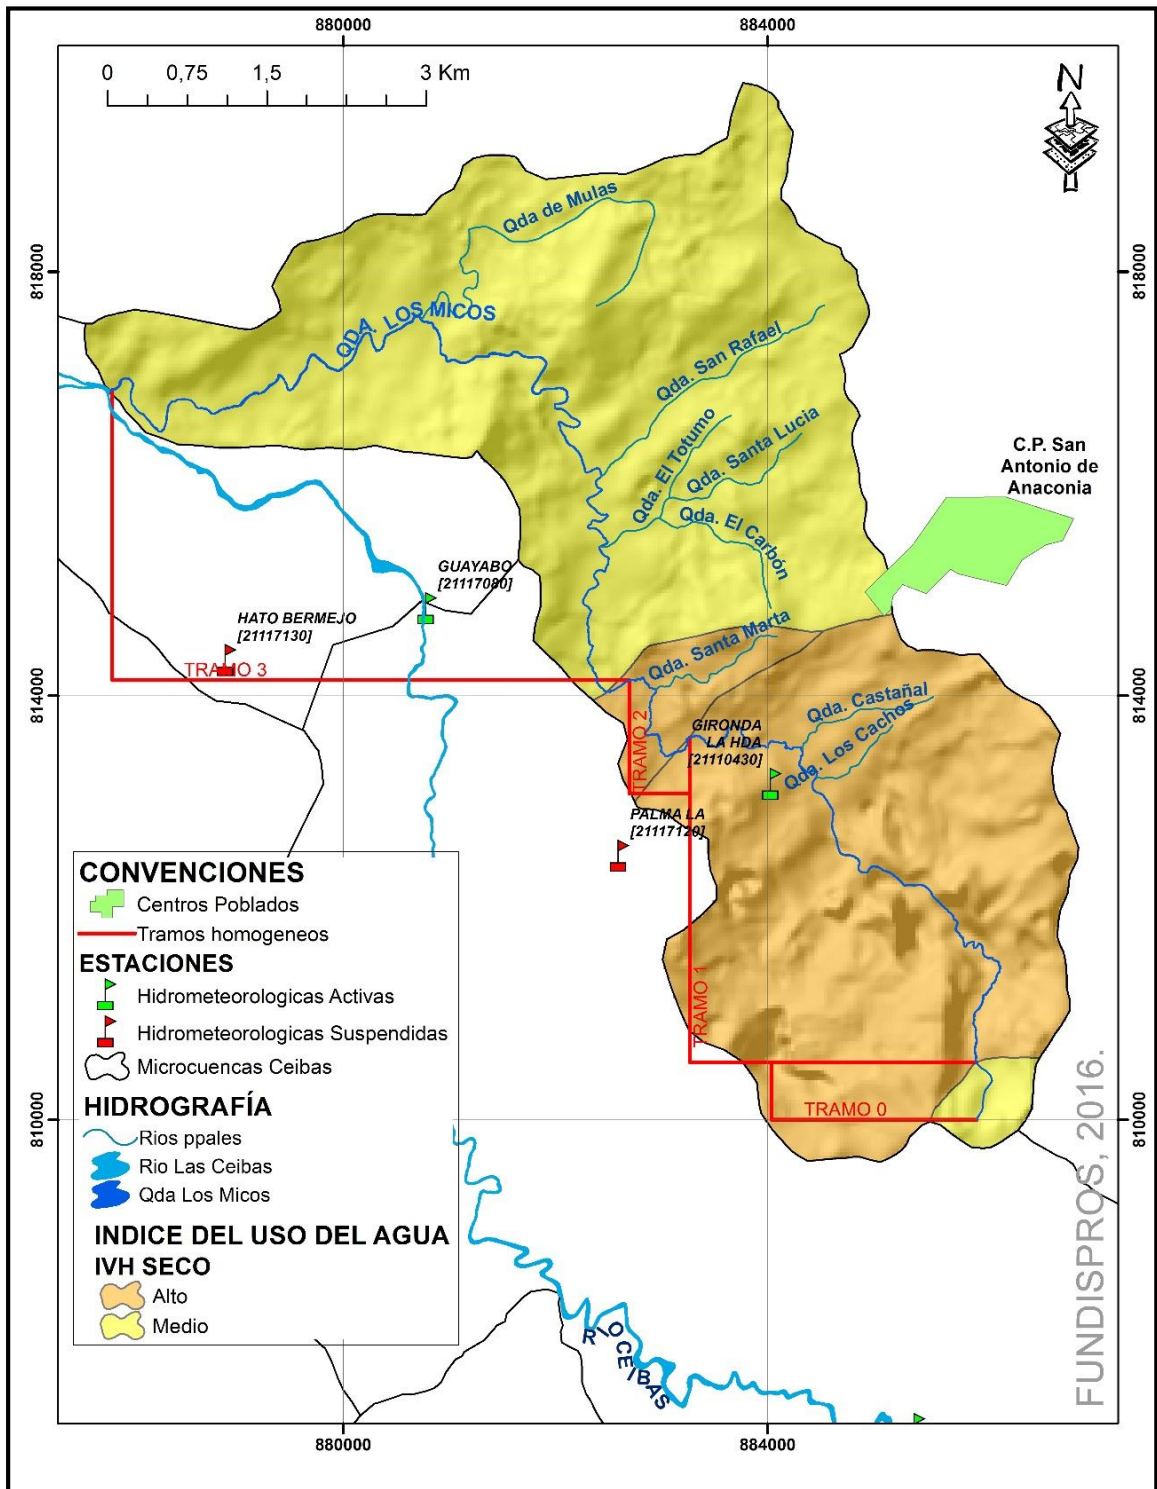 880000
884000
0
0,75
1,5
3 Km
N
818000
818000
Qda de Mulas
QDA. LOS MICOS
Qda. San Rafael
Qda. El Totumo
Qda. Santa Lucia
Qda. El Carbón
C.P. San
Antonio de
Anaconia
GUAYABO
[21117080]
HATO BERMEJO
[21117130]
TRAMO 3
Qda. Santa Marta
814000
814000
TRAMO 2
GIRONDA
LA HDA
[21110430]
Qda. Castañal
Qda. Los Cachos
PALMA LA
[21117120]
TRAMO 1
TRAMO 0
810000
810000
CONVENCIONES
Centros Poblados
Tramos homogeneos
ESTACIONES
Hidrometeorologicas Activas
Hidrometeorologicas Suspendidas
Microcuencas Ceibas
HIDROGRAFÍA
Rios ppales
Rio Las Ceibas
Qda Los Micos
INDICE DEL USO DEL AGUA
IVH SECO
Alto
Medio
RIO CEIBAS
FUNDISPROS, 2016.
880000
884000